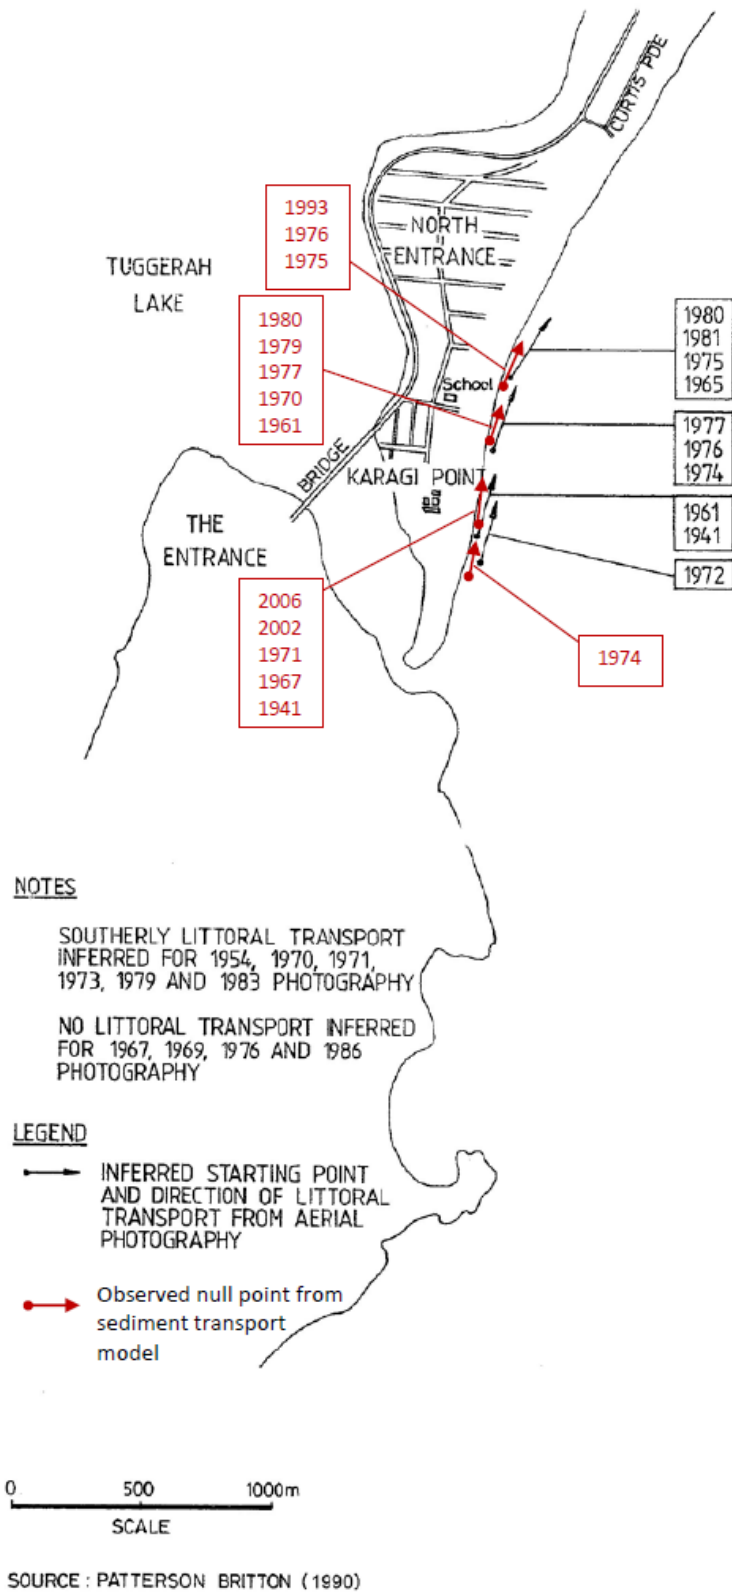 CURTIS PDE
1993
1976
1975
NORTH
ENTRANCE
TUGGERAH
LAKE
1980
1979
1977
1970
1961
1980
1981
1975
1965
School
1977
1976
1974
BRIDGE
KARAGI POINT
THE
ENTRANCE
1961
1941
1972
2006
2002
1971
1967
1941
1974
NOTES
SOUTHERLY LITTORAL TRANSPORT
INFERRED FOR 1954, 1970, 1971,
1973, 1979 AND 1983 PHOTOGRAPHY
NO LITTORAL TRANSPORT INFERRED
FOR 1967, 1969, 1976 AND 1986
PHOTOGRAPHY
LEGEND
INFERRED STARTING POINT
AND DIRECTION OF LITTORAL
TRANSPORT FROM AERIAL
PHOTOGRAPHY
Observed null point from
sediment transport
model
0 500 1000m
SCALE
SOURCE : PATTERSON BRITTON (1990)